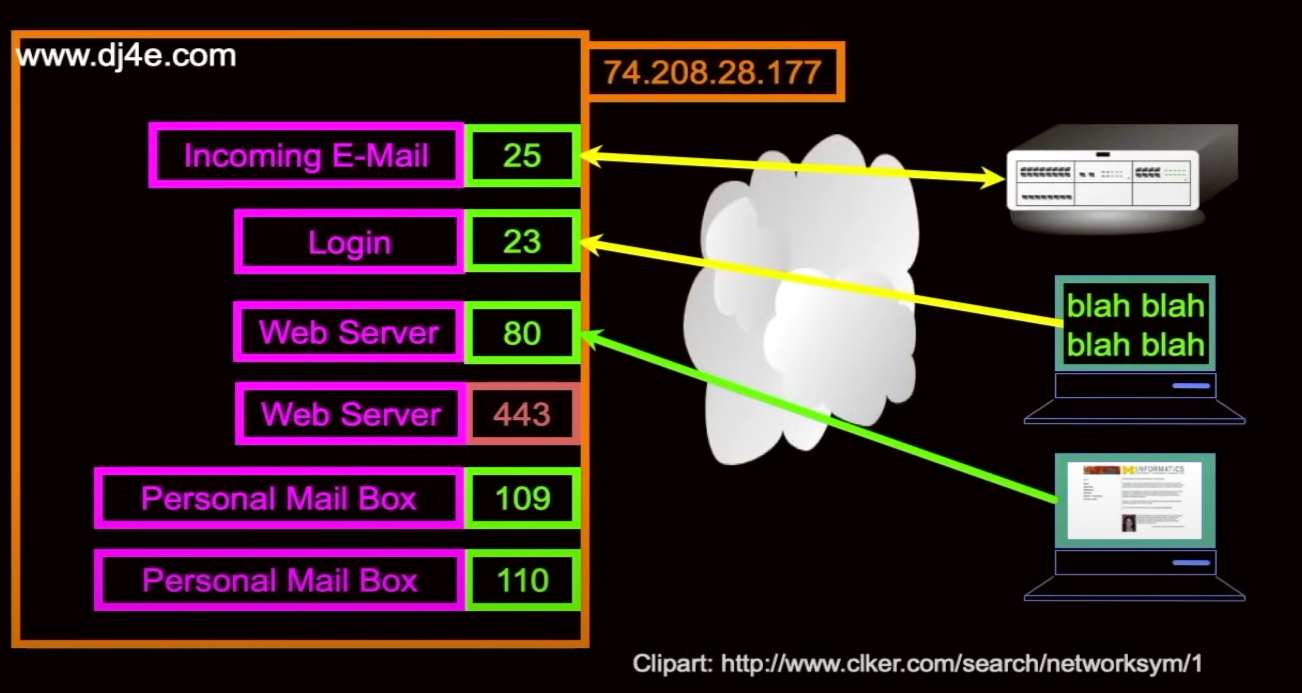 www.dj4e.com
74.208.28.177
Incoming E-Mail 25
Login 23
blah blah
blah blah
Web Server 80
Web Server 443
INFORMATICS
Personal Mail Box 109
Personal Mail Box 110
Clipart: http://www.clker.com/search/networksym/1